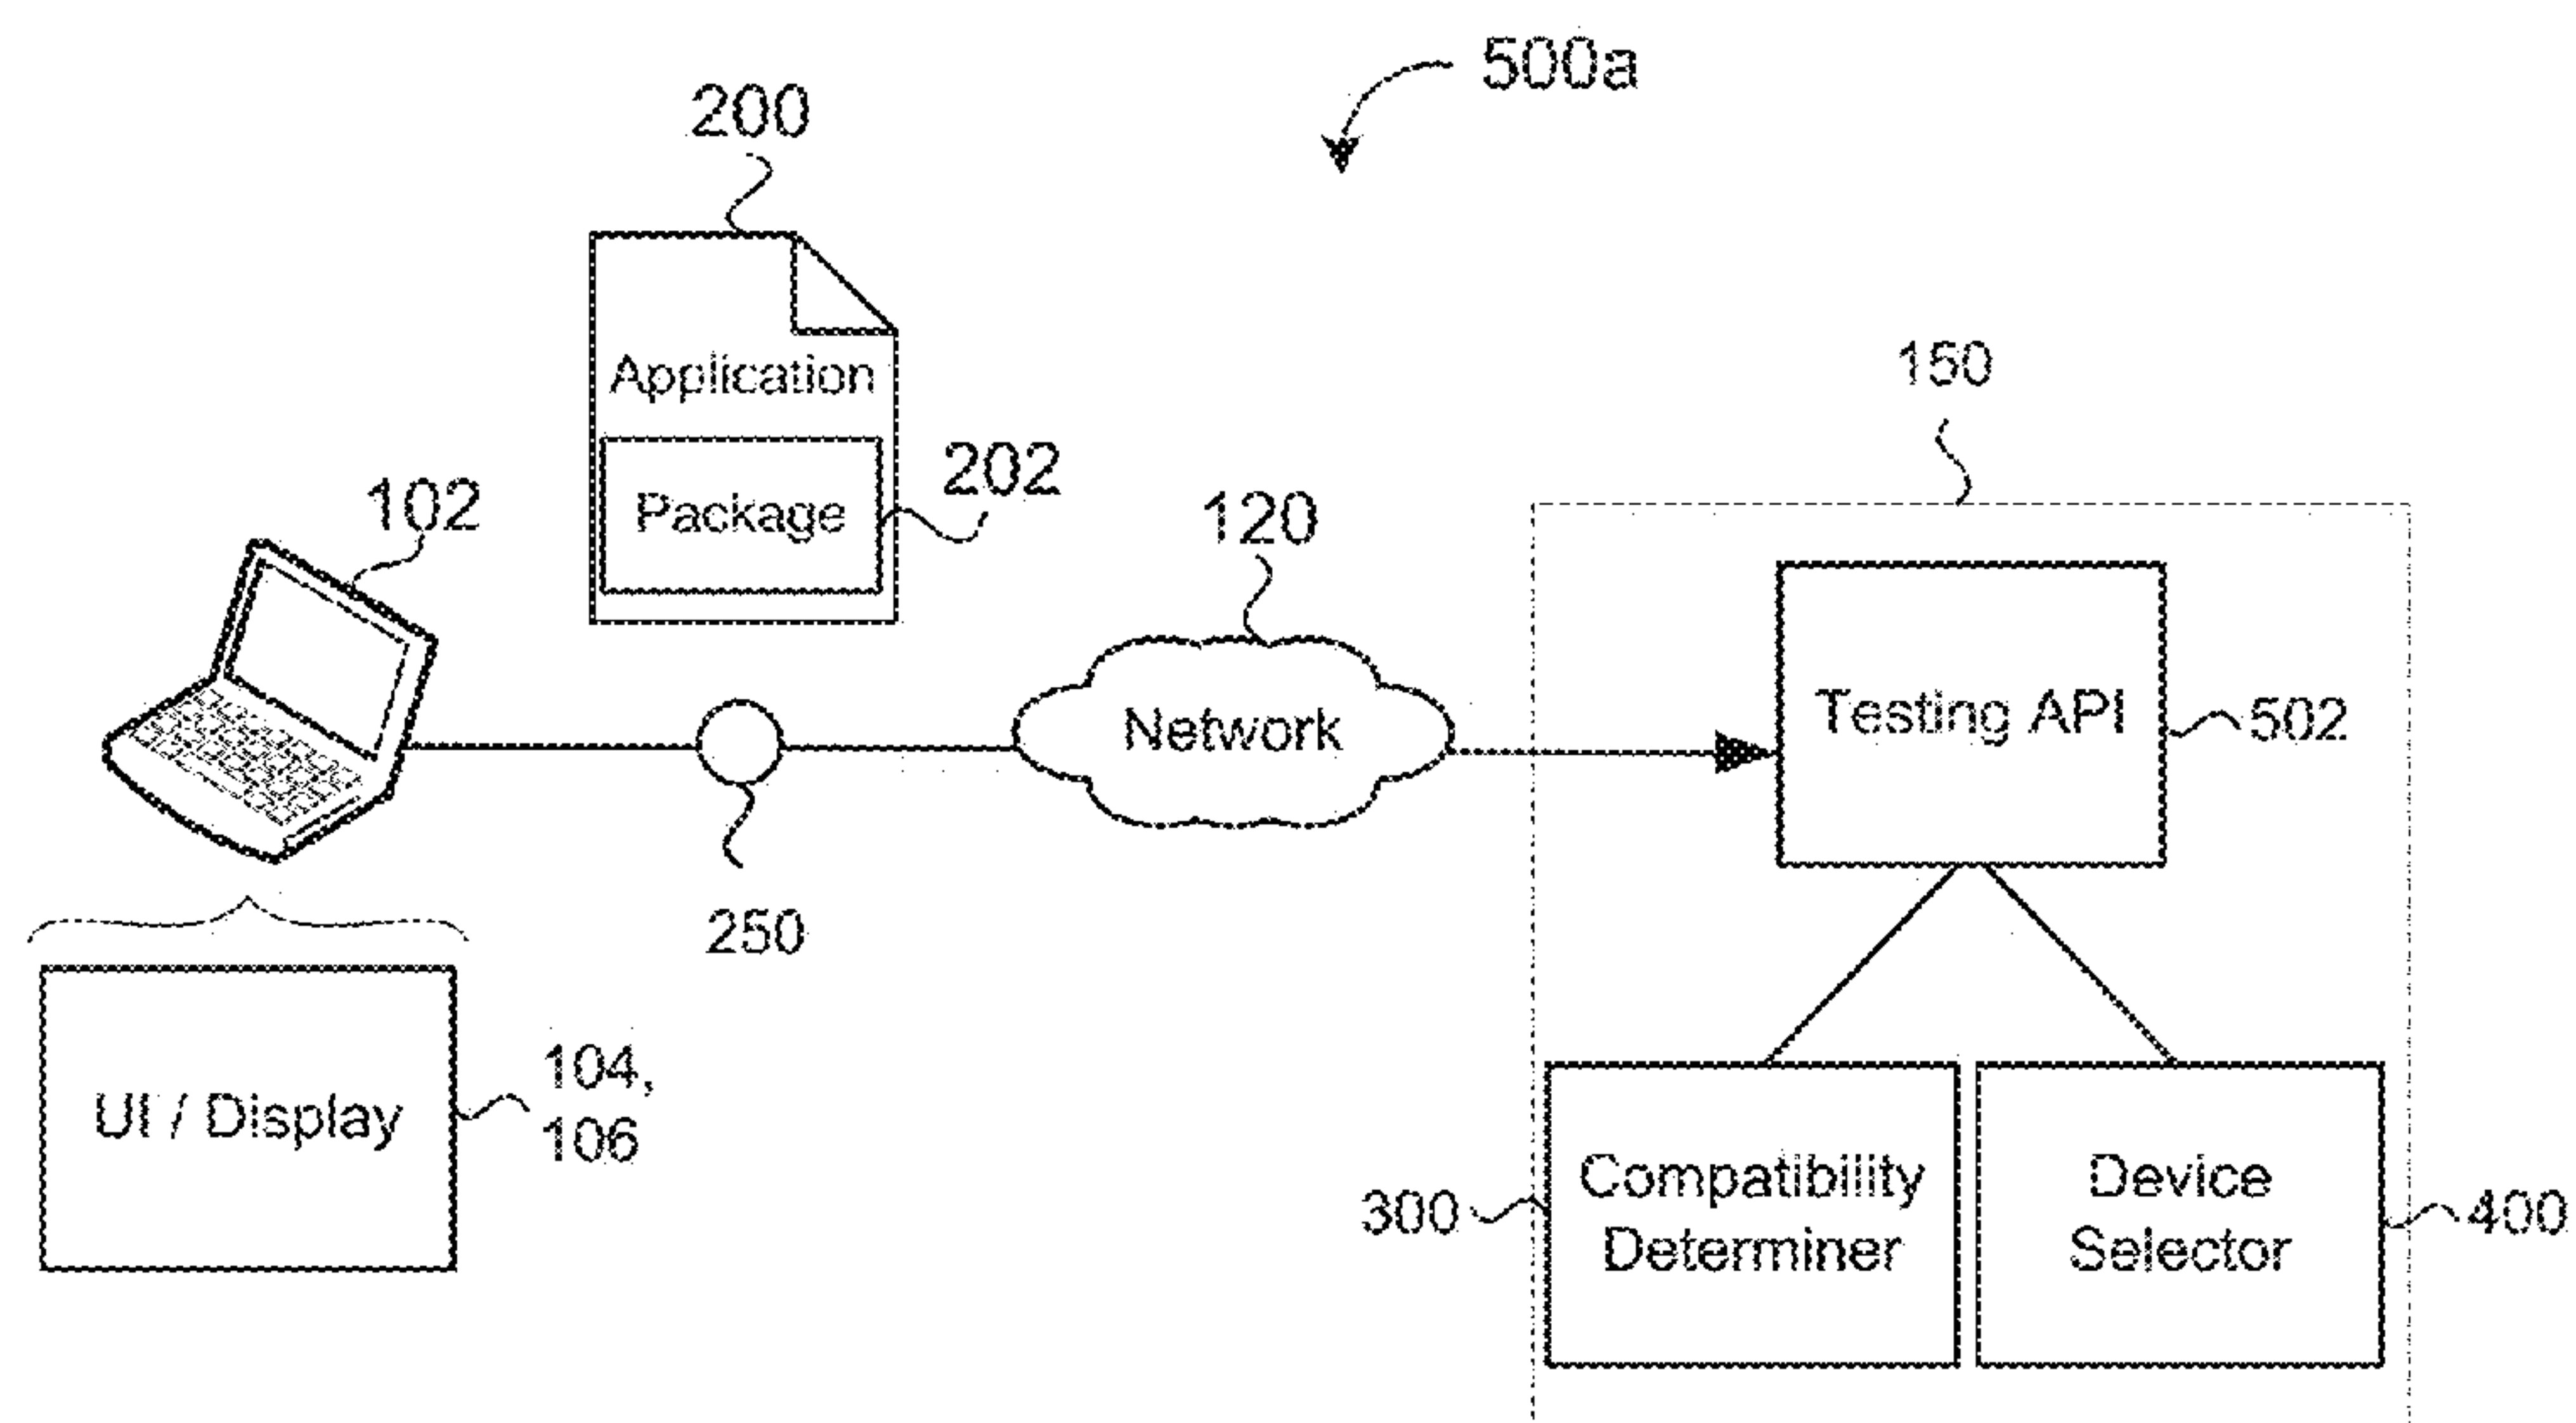 500a
200
Application
Package
202
102
120
150
Network
Testing API
502
250
UI / Display
104,
106
300
Compatibility
Determiner
Device
Selector
400